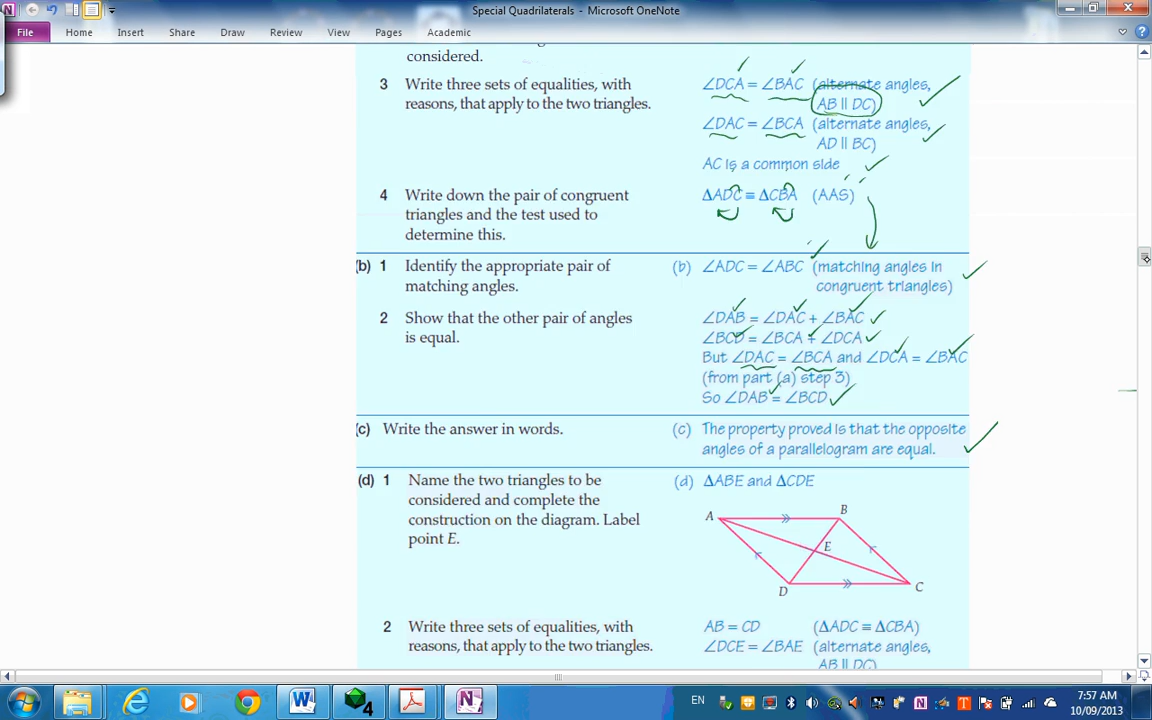 Special Quadrilaterals - Microsoft OneNote
File Home Insert Share Draw Review View Pages Academic
considered.
3 Write three sets of equalities, with
reasons, that apply to the two triangles.
∠DCA = ∠BAC (alternate angles,
AB || DC)
∠DAC = ∠BCA (alternate angles,
AD || BC)
AC is a common side
4 Write down the pair of congruent
triangles and the test used to
determine this.
ΔADC ≡ ΔCBA (AAS)
(b) 1 Identify the appropriate pair of
matching angles.
(b) ∠ADC = ∠ABC (matching angles in
congruent triangles)
2 Show that the other pair of angles
is equal.
∠DAB = ∠DAC + ∠BAC
∠BCD = ∠BCA + ∠DCA
But ∠DAC = ∠BCA and ∠DCA = ∠BAC
(from part (a) step 3)
So ∠DAB = ∠BCD
(c) Write the answer in words.
(c) The property proved is that the opposite
angles of a parallelogram are equal.
(d) 1 Name the two triangles to be
considered and complete the
construction on the diagram. Label
point E.
(d) ΔABE and ΔCDE
A B
E
D C
2 Write three sets of equalities, with
reasons, that apply to the two triangles.
AB = CD (ΔADC ≡ ΔCBA)
∠DCE = ∠BAE (alternate angles,
AB || DC)
EN
7:57 AM
10/09/2013